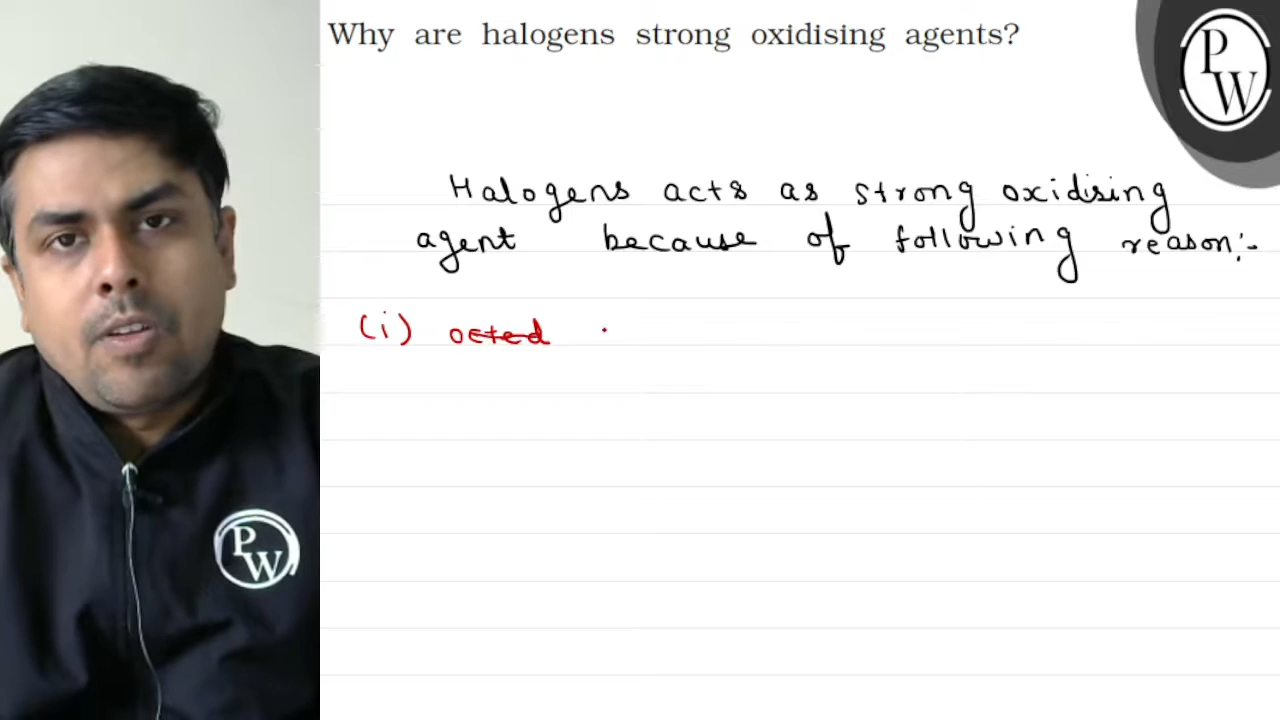 Why are halogens strong oxidising agents?
PW
Halogens acts as strong oxidising
agent because of following reason:-
(i) octed
PW